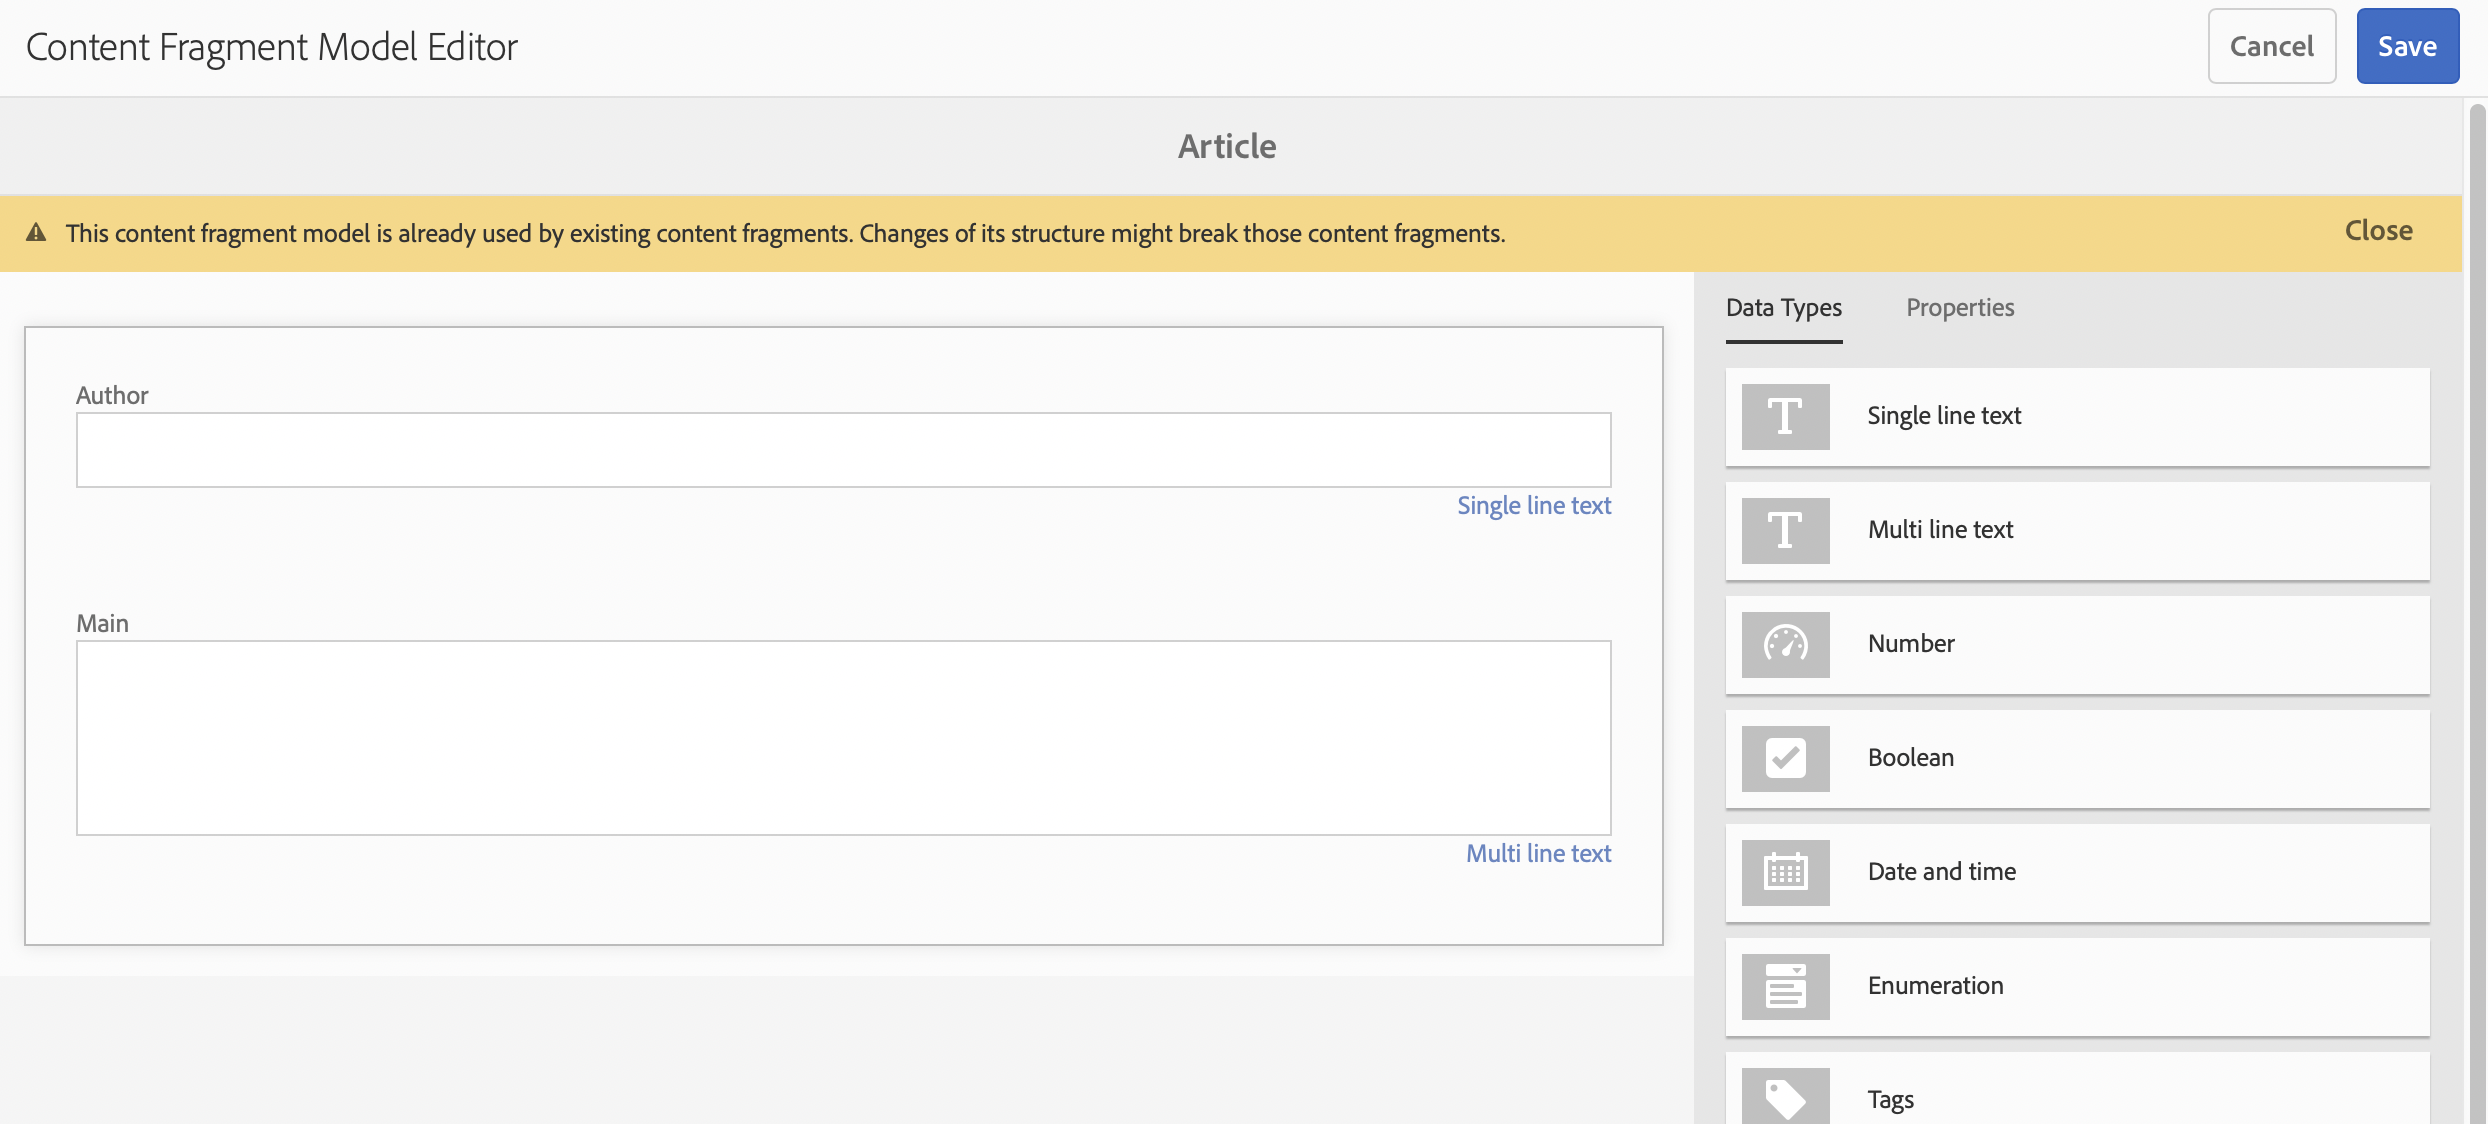 Content Fragment Model Editor
Cancel
Save
Article
This content fragment model is already used by existing content fragments. Changes of its structure might break those content fragments.
Close
Data Types
Properties
Author
Single line text
Main
Multi line text
Single line text
Multi line text
Number
Boolean
Date and time
Enumeration
Tags